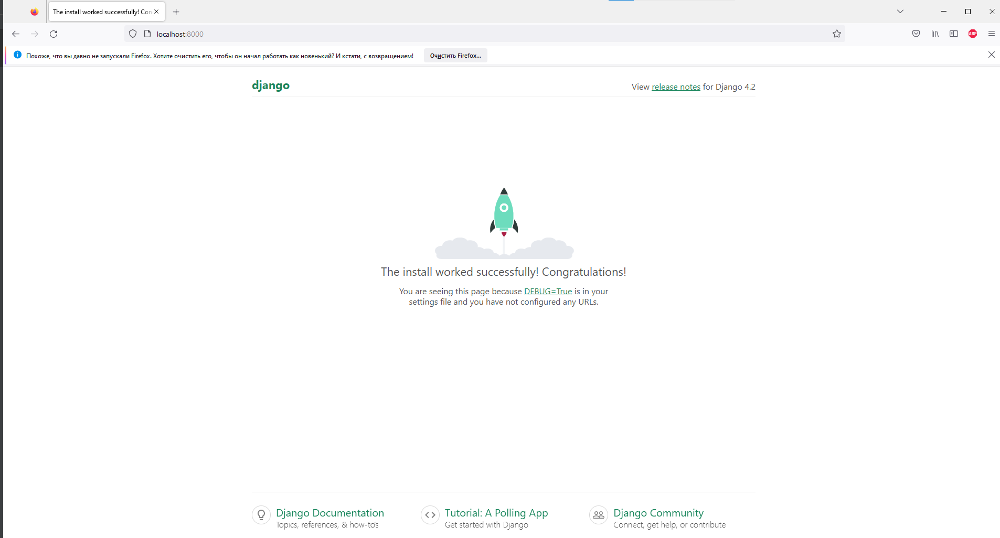 The install worked successfully! Con
localhost:8000
ABP
Похоже, что вы давно не запускали Firefox. Хотите очистить его, чтобы он начал работать как новенький? И кстати, с возвращением!
Очистить Firefox...
django
View release notes for Django 4.2
The install worked successfully! Congratulations!
You are seeing this page because DEBUG=True is in your
settings file and you have not configured any URLs.
Django Documentation
Topics, references, & how-to's
Tutorial: A Polling App
Get started with Django
Django Community
Connect, get help, or contribute